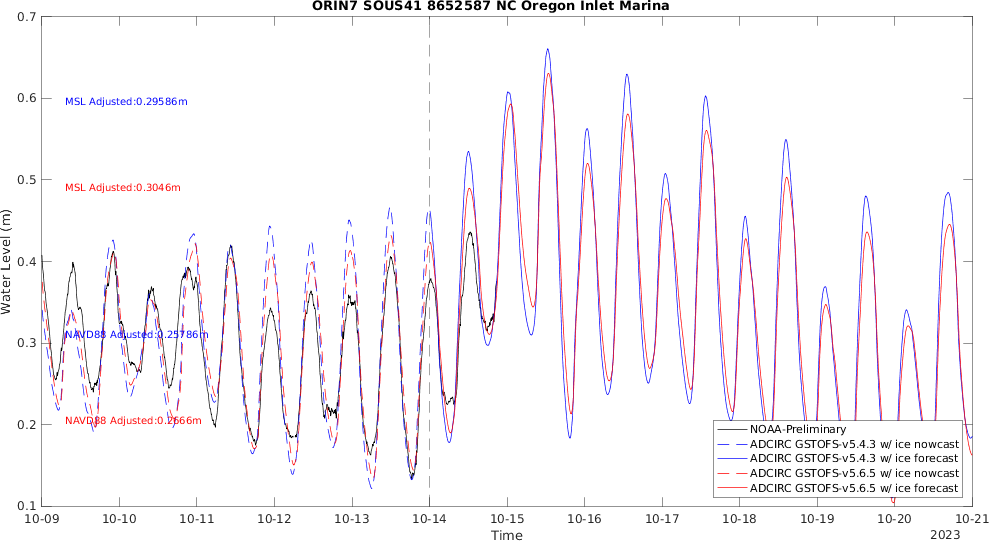 ORIN7 SOUS41 8652587 NC Oregon Inlet Marina
0.7
0.6
0.5
0.4
0.3
0.2
0.1
Water Level (m)
MSL Adjusted:0.29586m
MSL Adjusted:0.3046m
NAVD88 Adjusted:0.25786m
NAVD88 Adjusted:0.2666m
NOAA-Preliminary
ADCIRC GSTOFS-v5.4.3 w/ ice nowcast
ADCIRC GSTOFS-v5.4.3 w/ ice forecast
ADCIRC GSTOFS-v5.6.5 w/ ice nowcast
ADCIRC GSTOFS-v5.6.5 w/ ice forecast
10-09 10-10 10-11 10-12 10-13 10-14 10-15 10-16 10-17 10-18 10-19 10-20 10-21
Time
2023